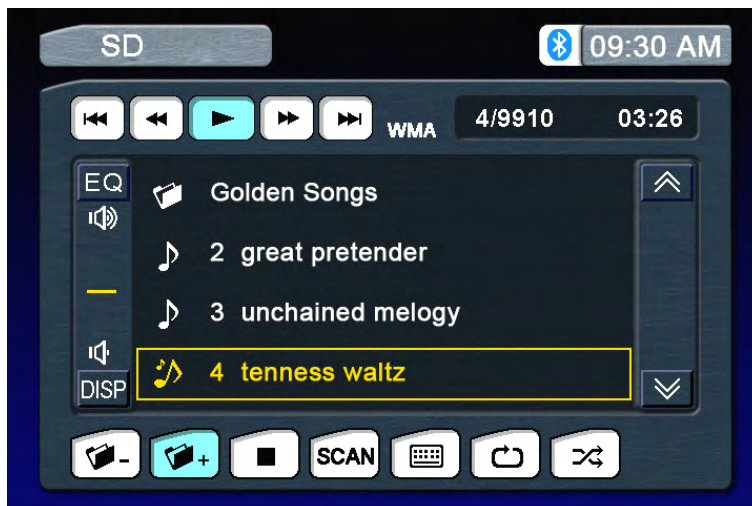 SD
09:30 AM
WMA 4/9910 03:26
EQ
Golden Songs
2 great pretender
3 unchained melogy
4 tenness waltz
DISP
- + SCAN